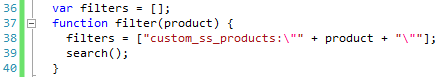 36 var filters = [];
37 function filter(product) {
38 filters = ["custom_ss_products:\"" + product + "\""];
39 search();
40 }